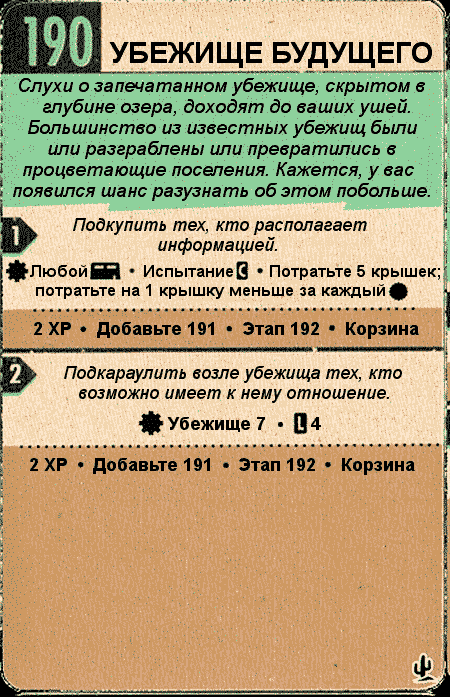 190 УБЕЖИЩЕ БУДУЩЕГО
Слухи о запечатанном убежище, скрытом в
глубине озера, доходят до ваших ушей.
Большинство из известных убежищ были
или разграблены или превратились в
процветающие поселения. Кажется, у вас
появился шанс разузнать об этом побольше.
1 Подкупить тех, кто располагает
информацией.
Любой • Испытание C • Потратьте 5 крышек;
потратьте на 1 крышку меньше за каждый
2 XP • Добавьте 191 • Этап 192 • Корзина
2 Подкараулить возле убежища тех, кто
возможно имеет к нему отношение.
Убежище 7 • L 4
2 XP • Добавьте 191 • Этап 192 • Корзина